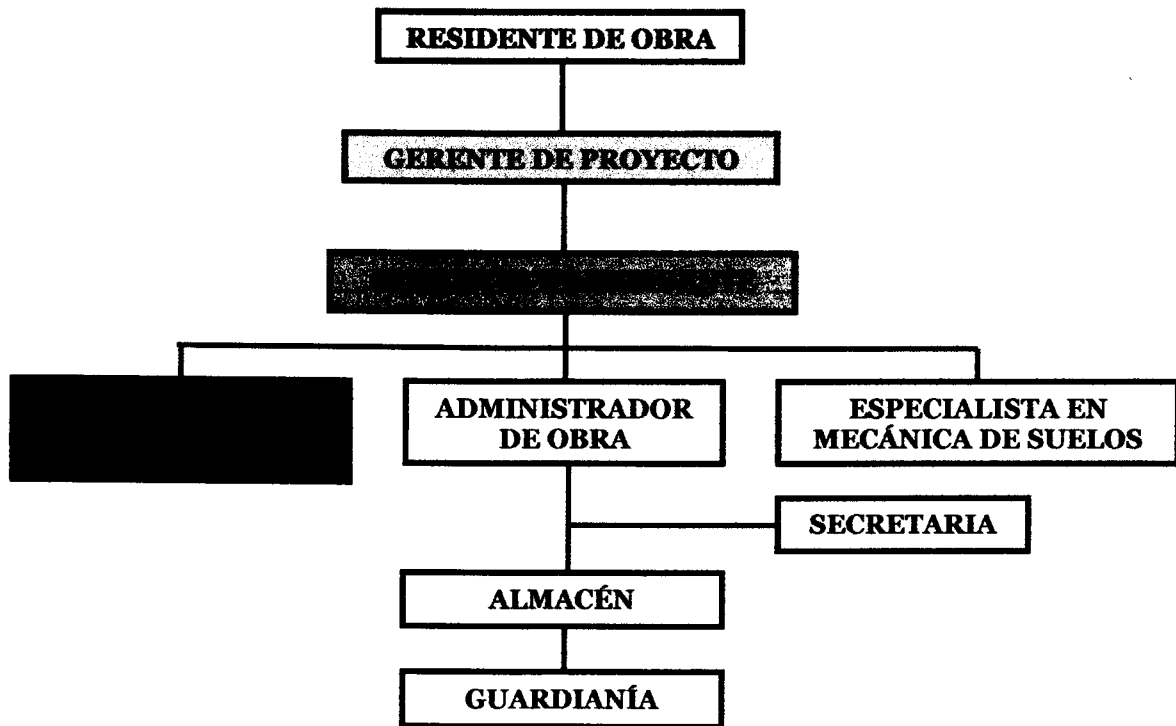 RESIDENTE DE OBRA
GERENTE DE PROYECTO
ADMINISTRADOR
DE OBRA
ESPECIALISTA EN
MECÁNICA DE SUELOS
SECRETARIA
ALMACÉN
GUARDIANÍA